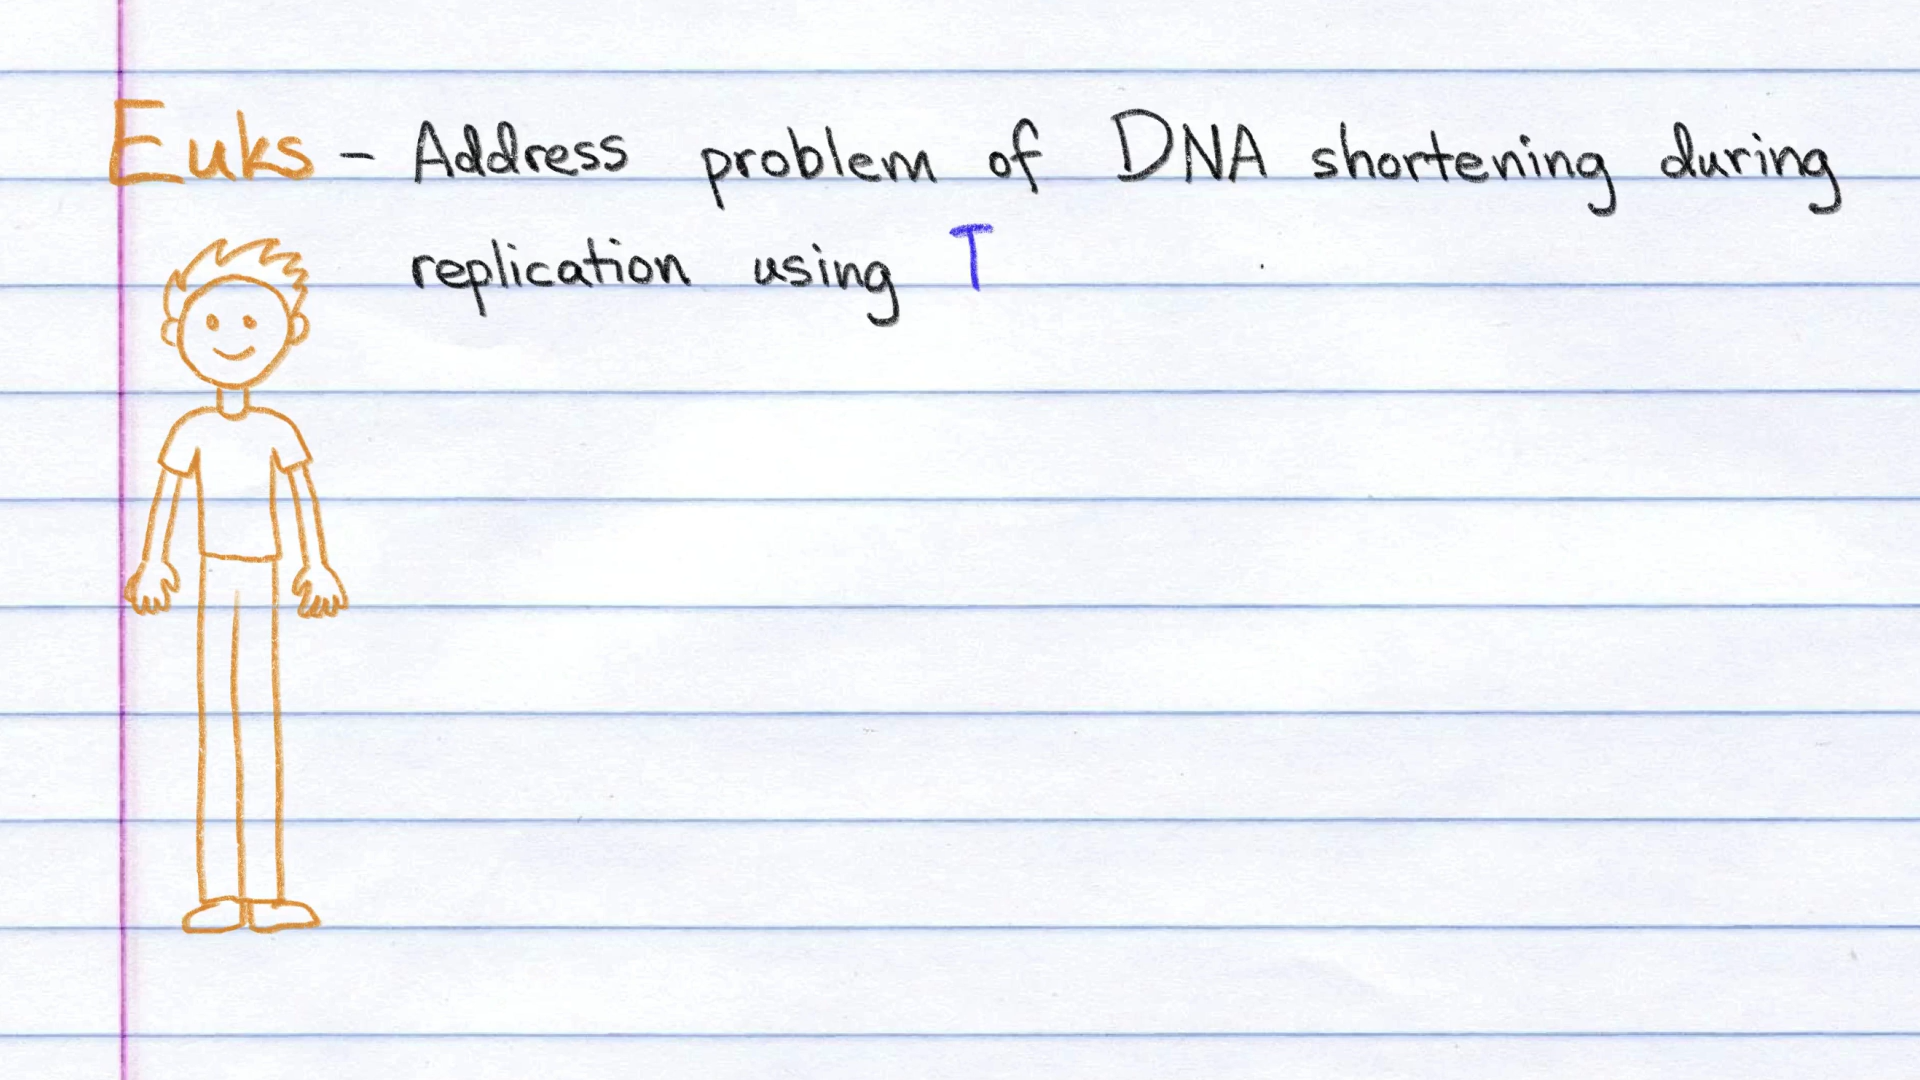 Euks - Address problem of DNA shortening during
replication using T